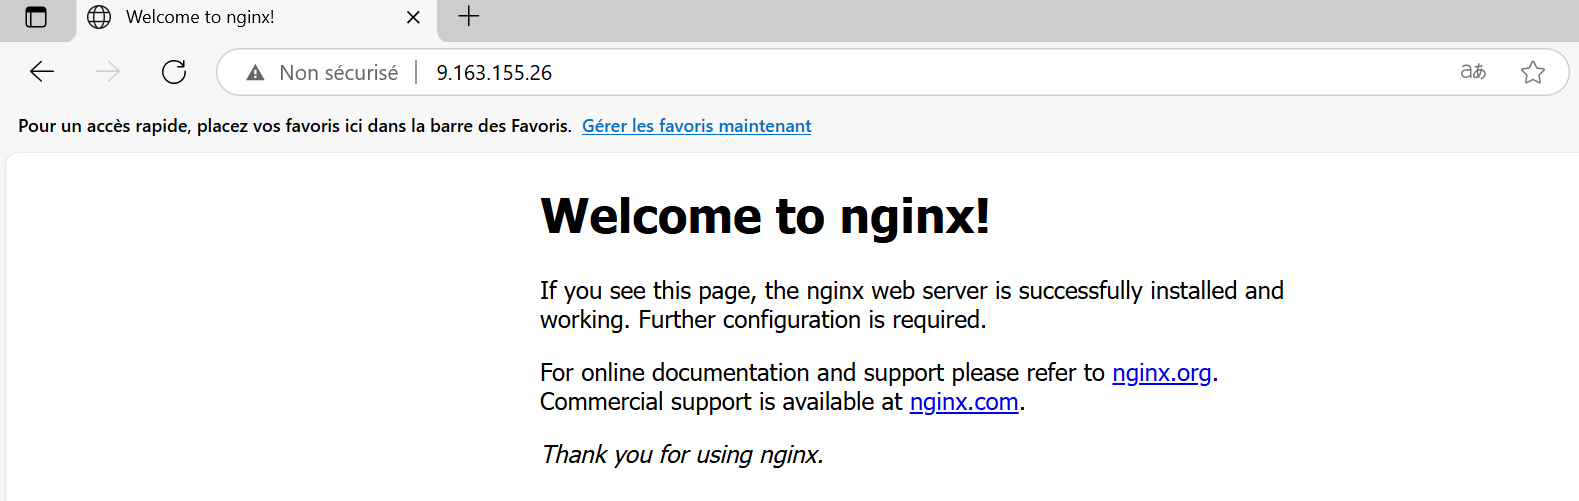 Welcome to nginx!
Non sécurisé
9.163.155.26
aあ
Pour un accès rapide, placez vos favoris ici dans la barre des Favoris. Gérer les favoris maintenant
Welcome to nginx!
If you see this page, the nginx web server is successfully installed and
working. Further configuration is required.
For online documentation and support please refer to nginx.org.
Commercial support is available at nginx.com.
Thank you for using nginx.